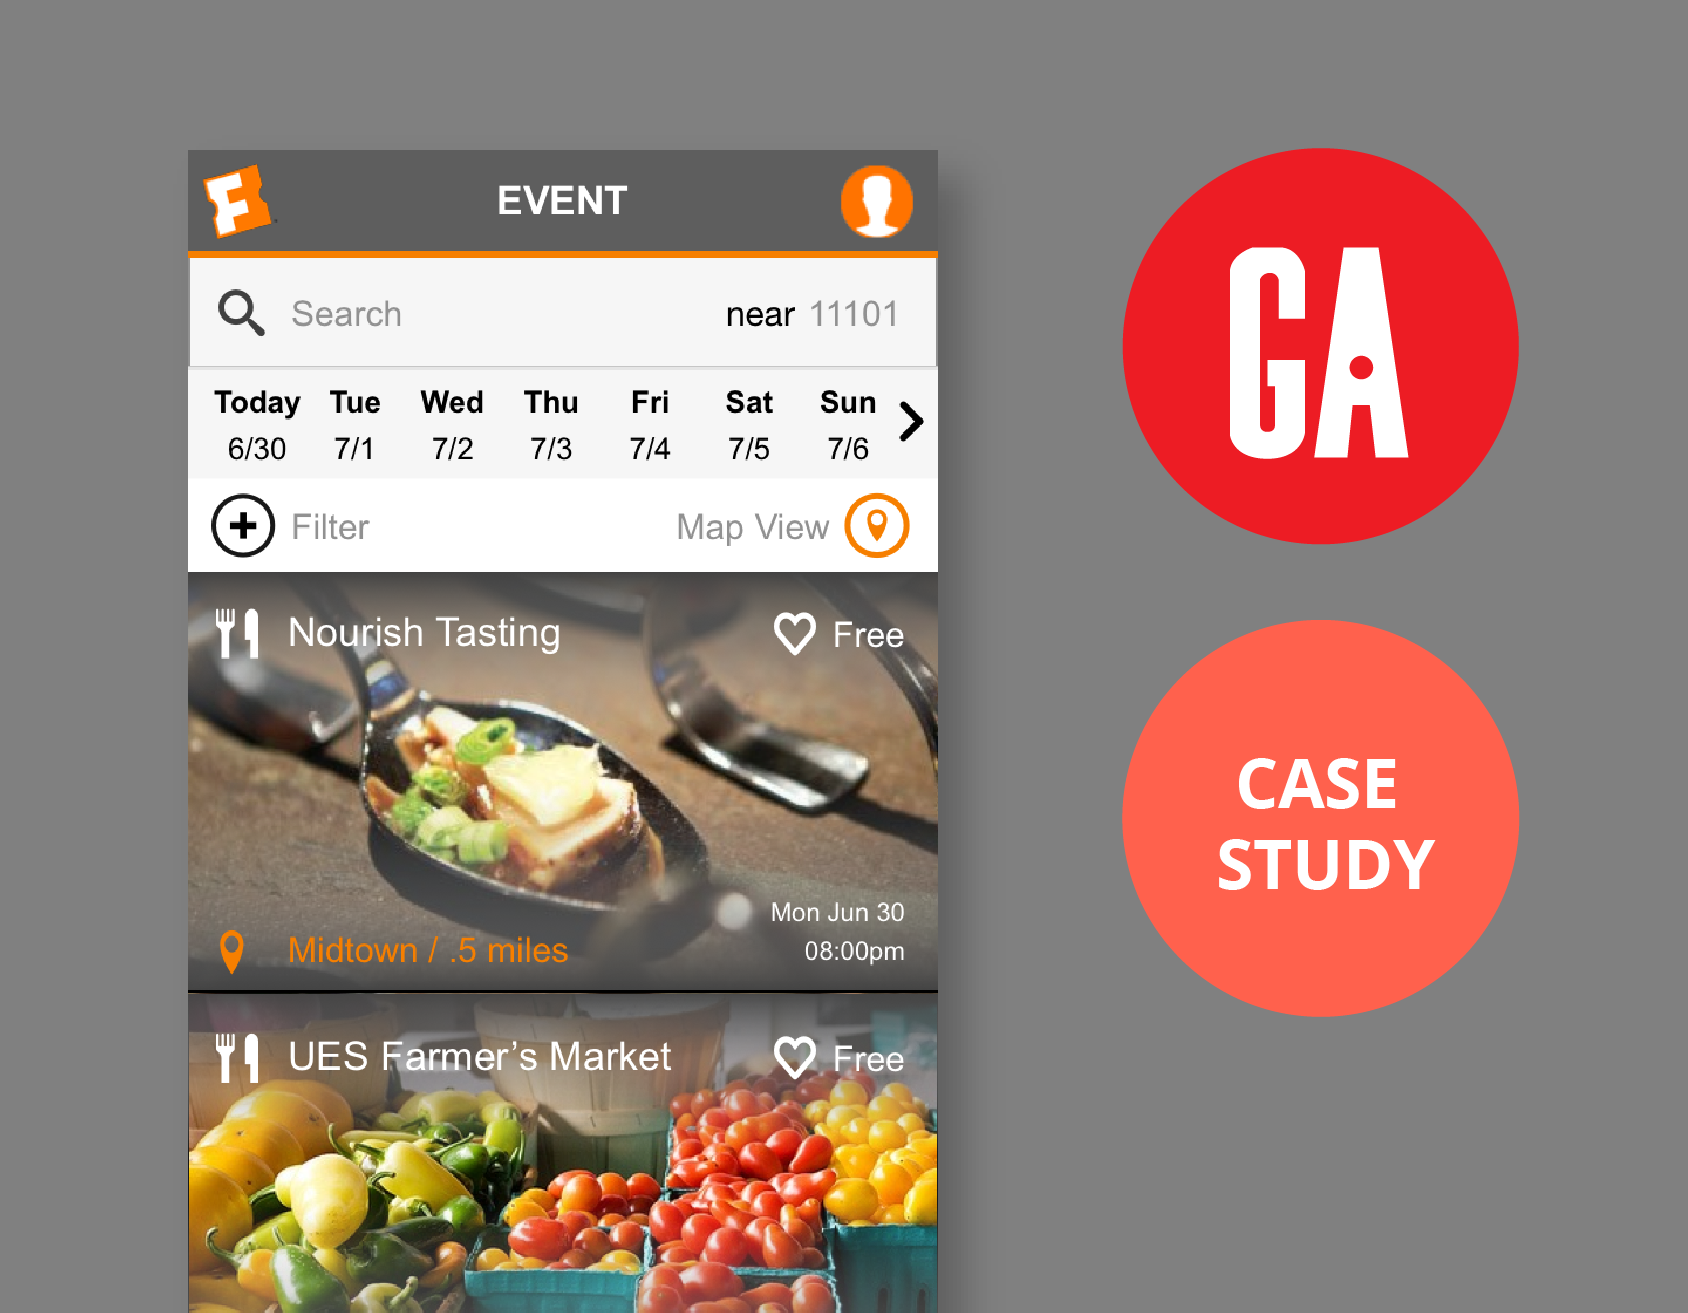 F
EVENT
Search near 11101
Today Tue Wed Thu Fri Sat Sun
6/30 7/1 7/2 7/3 7/4 7/5 7/6
Filter Map View
Nourish Tasting Free
Mon Jun 30
Midtown / .5 miles 08:00pm
UES Farmer’s Market Free
GA
CASE
STUDY